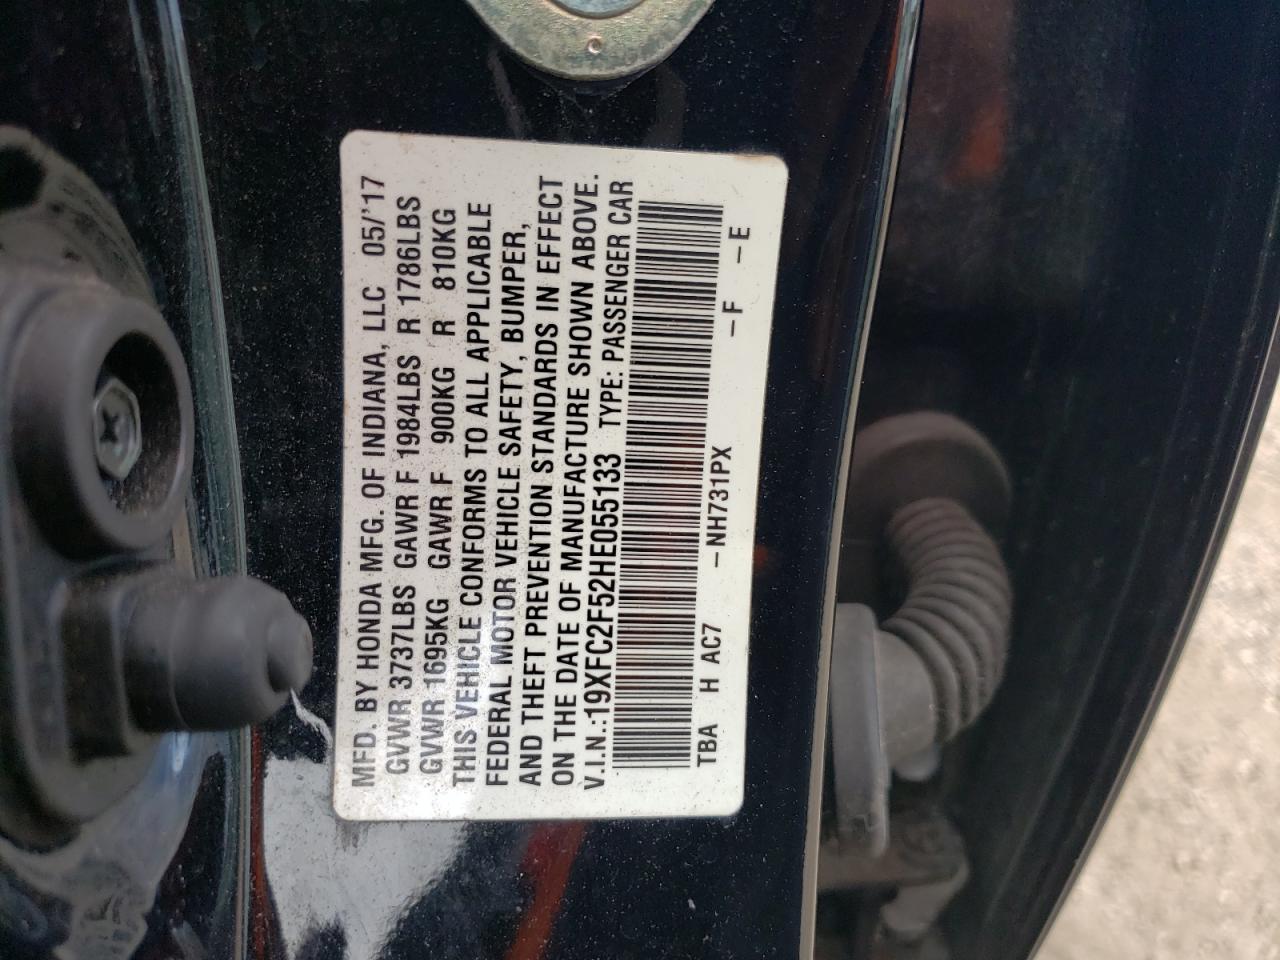 MFD. BY HONDA MFG. OF INDIANA, LLC 05/'17
GVWR 3737LBS GAWR F 1984LBS R 1786LBS
GVWR 1695KG GAWR F 900KG R 810KG
THIS VEHICLE CONFORMS TO ALL APPLICABLE
FEDERAL MOTOR VEHICLE SAFETY, BUMPER,
AND THEFT PREVENTION STANDARDS IN EFFECT
ON THE DATE OF MANUFACTURE SHOWN ABOVE.
V.I.N.:19XFC2F52HE055133 TYPE: PASSENGER CAR
TBA H AC7 –NH731PX –F –E